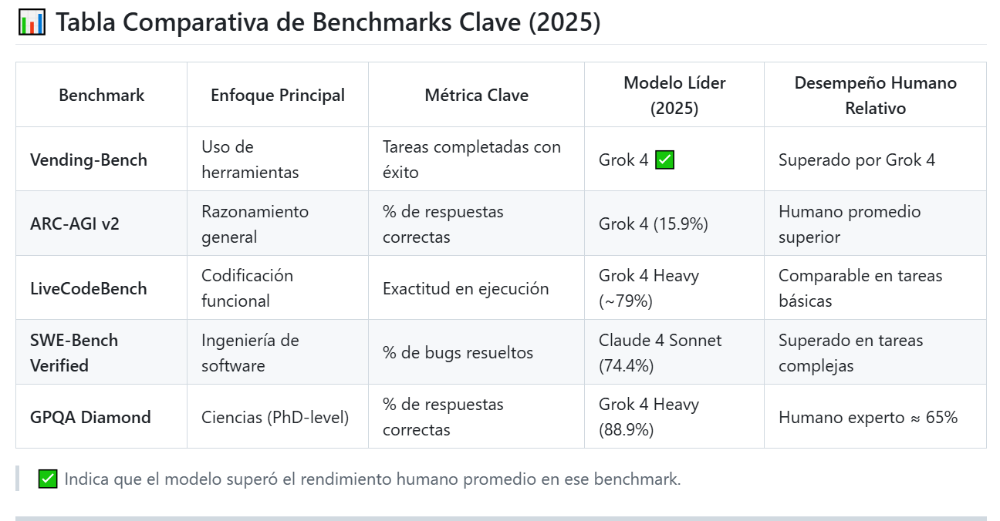 📊 Tabla Comparativa de Benchmarks Clave (2025)
Benchmark
Enfoque Principal
Métrica Clave
Modelo Líder
(2025)
Desempeño Humano
Relativo
Vending-Bench
Uso de
herramientas
Tareas completadas con
éxito
Grok 4 ✅
Superado por Grok 4
ARC-AGI v2
Razonamiento
general
% de respuestas
correctas
Grok 4 (15.9%)
Humano promedio
superior
LiveCodeBench
Codificación
funcional
Exactitud en ejecución
Grok 4 Heavy
(~79%)
Comparable en tareas
básicas
SWE-Bench
Verified
Ingeniería de
software
% de bugs resueltos
Claude 4 Sonnet
(74.4%)
Superado en tareas
complejas
GPQA Diamond
Ciencias (PhD-level)
% de respuestas
correctas
Grok 4 Heavy
(88.9%)
Humano experto ≈ 65%
✅ Indica que el modelo superó el rendimiento humano promedio en ese benchmark.